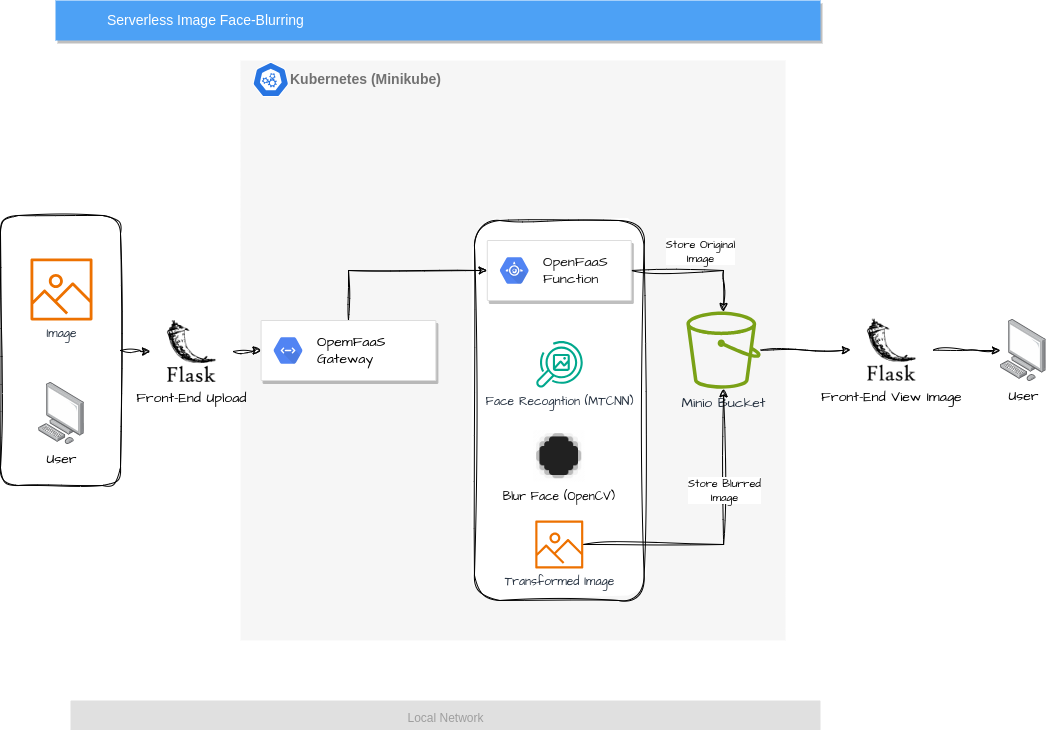 Serverless Image Face-Blurring
Kubernetes (Minikube)
Image
User
Flask
Front-End Upload
OpemFaaS
Gateway
OpenFaaS
Function
Face Recogntion (MTCNN)
Blur Face (OpenCV)
Transformed Image
Store Original
Image
Minio Bucket
Store Blurred
Image
Flask
Front-End View Image
User
Local Network